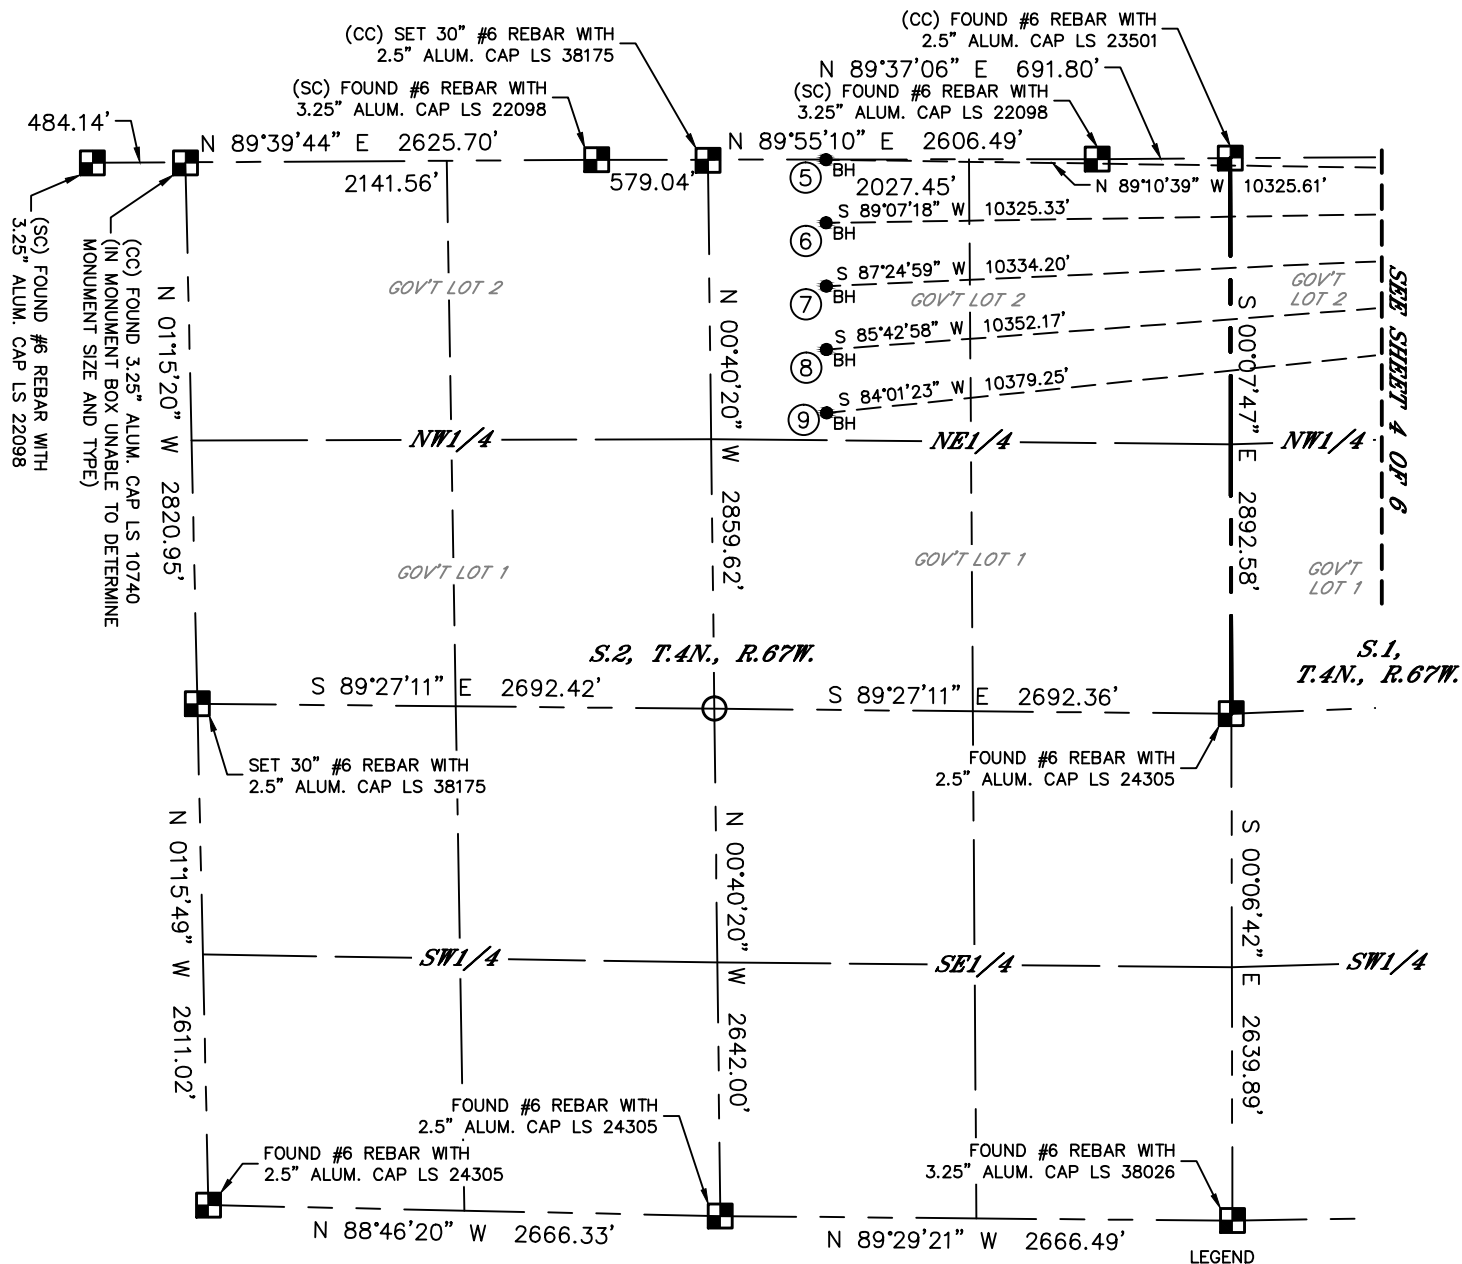 (CC) SET 30" #6 REBAR WITH
2.5" ALUM. CAP LS 38175
(CC) FOUND #6 REBAR WITH
2.5" ALUM. CAP LS 23501
N 89°37'06" E 691.80'
(SC) FOUND #6 REBAR WITH
3.25" ALUM. CAP LS 22098
(SC) FOUND #6 REBAR WITH
3.25" ALUM. CAP LS 22098
484.14'
N 89°39'44" E 2625.70'
N 89°55'10" E 2606.49'
2141.56'
579.04'
2027.45'
N 89°10'39" W 10325.61'
5 BH
S 89°07'18" W 10325.33'
6 BH
S 87°24'59" W 10334.20'
7 BH
S 85°42'58" W 10352.17'
8 BH
S 84°01'23" W 10379.25'
9 BH
GOV'T LOT 2
GOV'T LOT 2
GOV'T
LOT 2
SEE SHEET 4 OF 6
(SC) FOUND #6 REBAR WITH
3.25" ALUM. CAP LS 22098
(CC) FOUND 3.25" ALUM. CAP LS 10740
(IN MONUMENT BOX UNABLE TO DETERMINE
MONUMENT SIZE AND TYPE)
N 01°15'20" W 2820.95'
N 00°40'20" W 2859.62'
S 00°07'47" E 2892.58'
NW1/4
NE1/4
NW1/4
GOV'T LOT 1
GOV'T LOT 1
GOV'T
LOT 1
S.2, T.4N., R.67W.
S.1,
T.4N., R.67W.
S 89°27'11" E 2692.42'
S 89°27'11" E 2692.36'
SET 30" #6 REBAR WITH
2.5" ALUM. CAP LS 38175
FOUND #6 REBAR WITH
2.5" ALUM. CAP LS 24305
N 01°15'49" W 2611.02'
N 00°40'20" W 2642.00'
S 00°06'42" E 2639.89'
SW1/4
SE1/4
SW1/4
FOUND #6 REBAR WITH
2.5" ALUM. CAP LS 24305
FOUND #6 REBAR WITH
2.5" ALUM. CAP LS 24305
FOUND #6 REBAR WITH
3.25" ALUM. CAP LS 38026
N 88°46'20" W 2666.33'
N 89°29'21" W 2666.49'
LEGEND